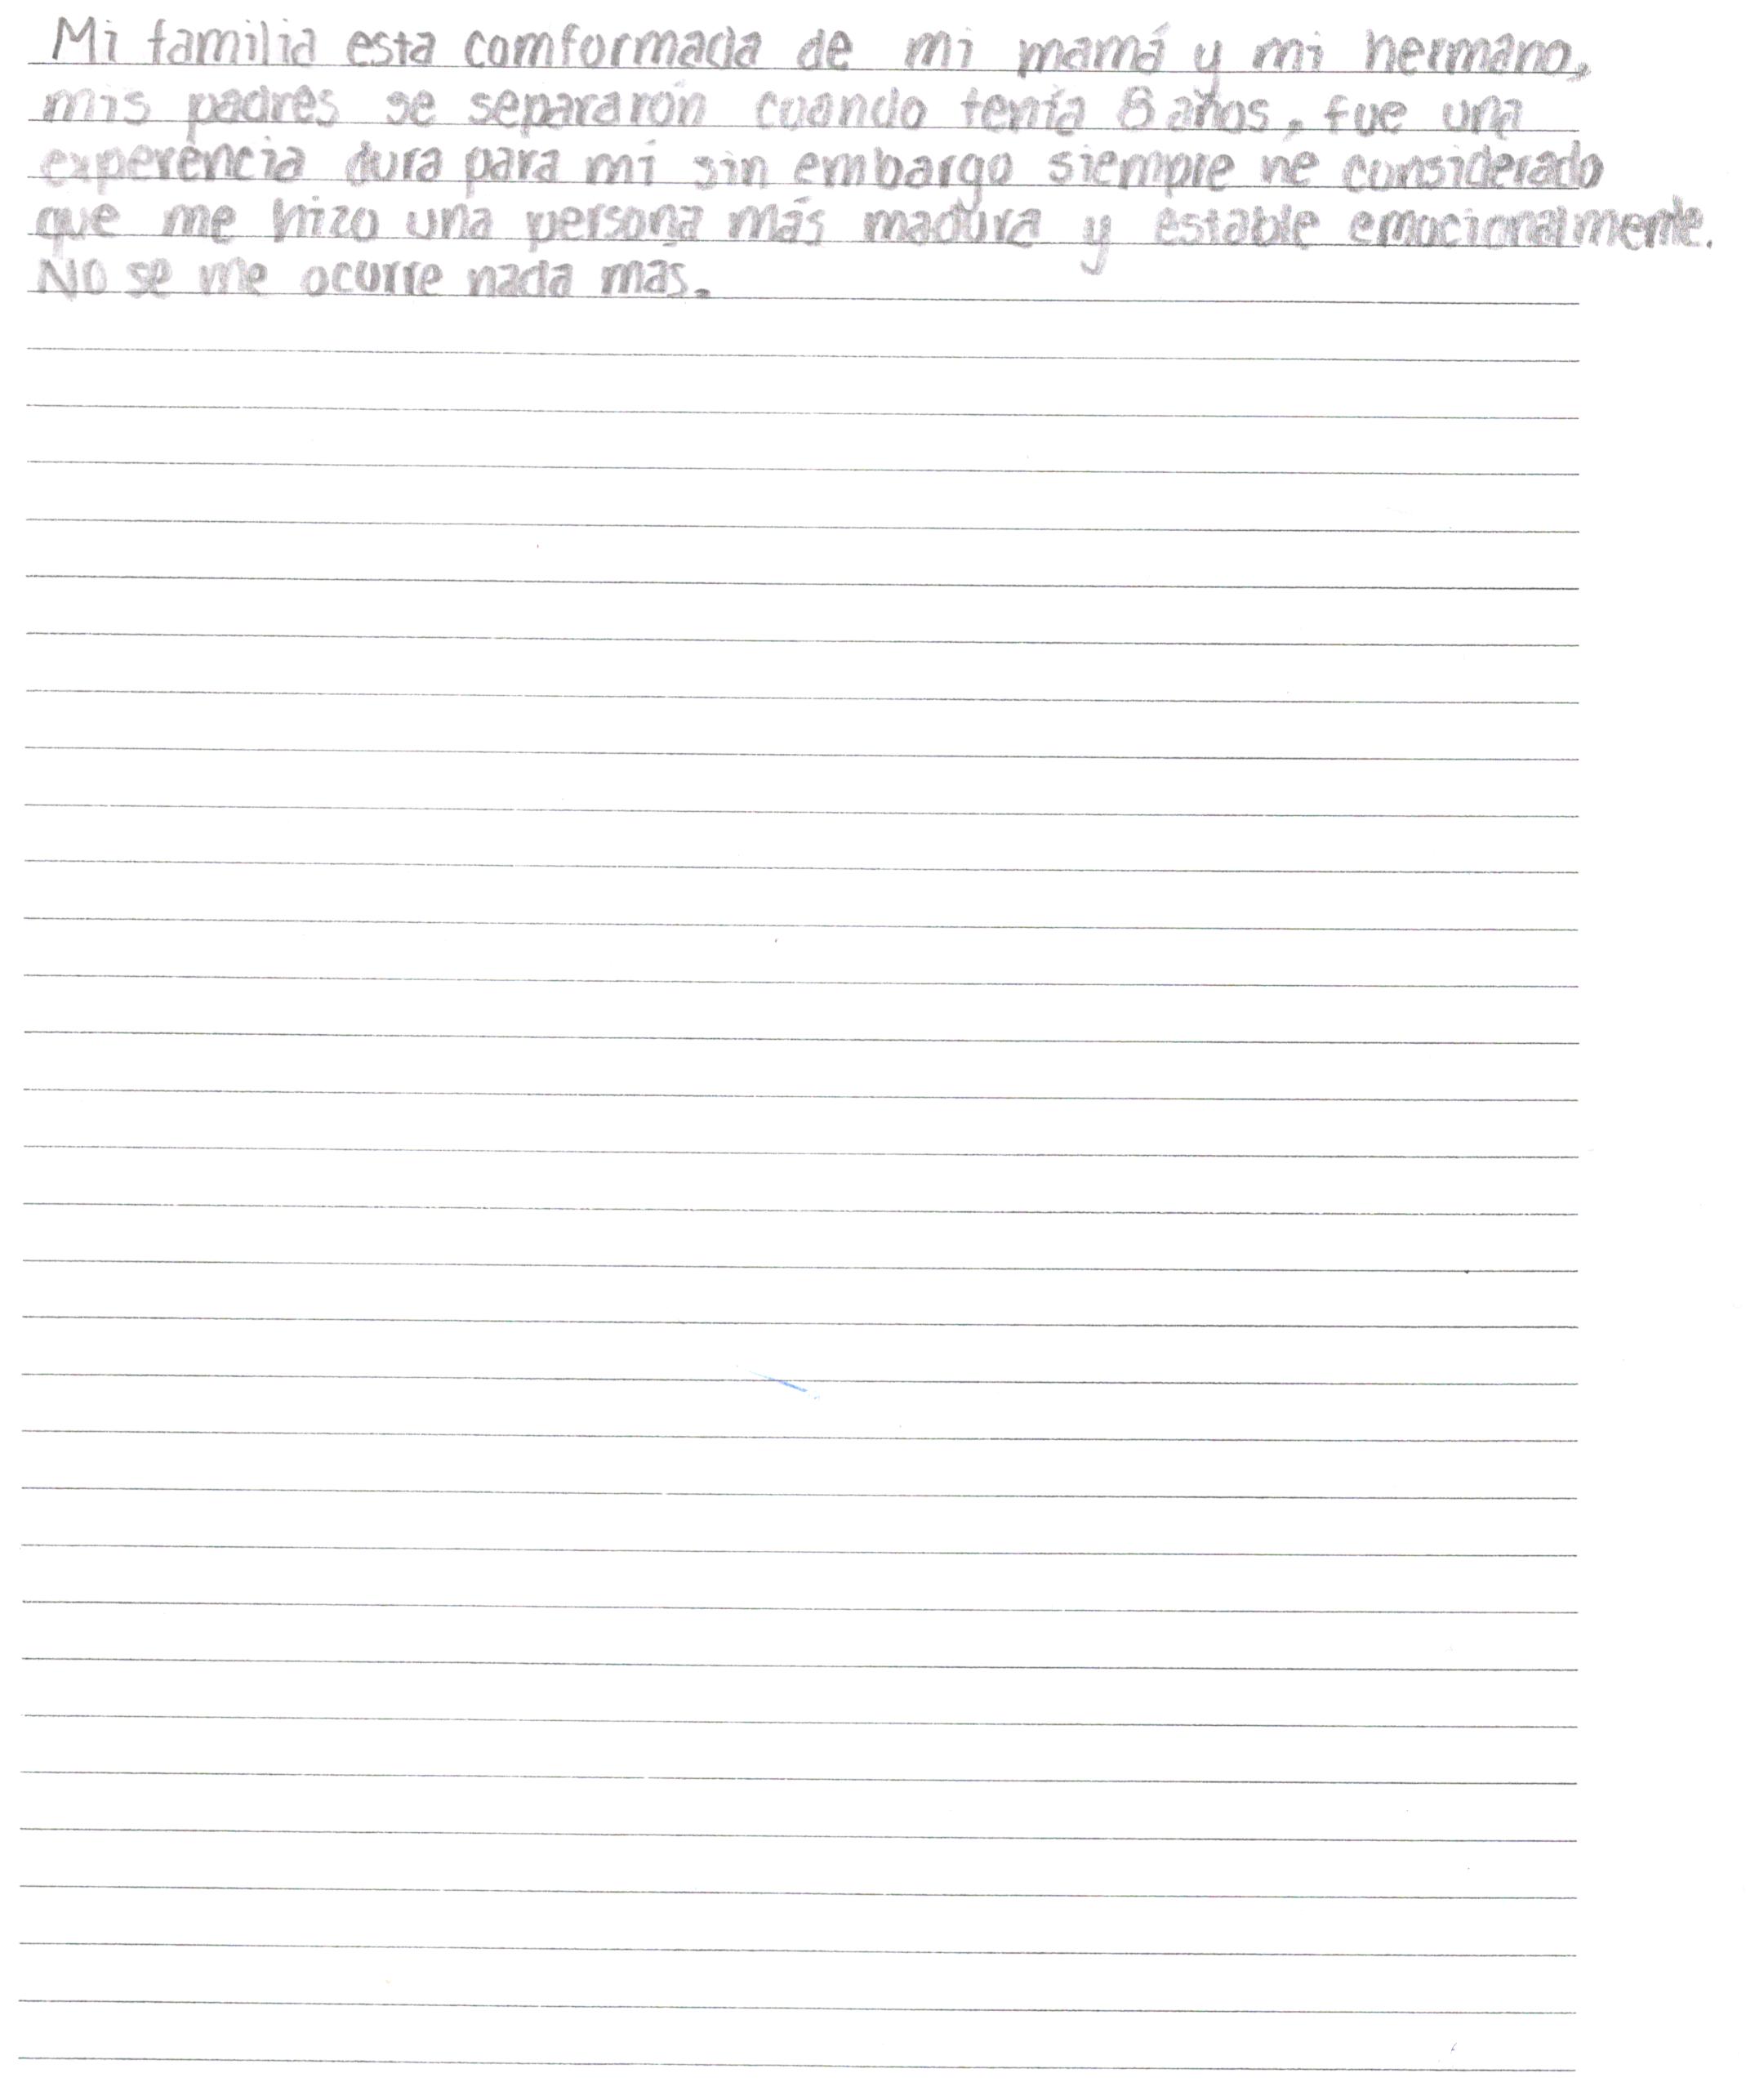 Mi familia esta comformada de mi mamá y mi hermano,
mis padres se separarón cuando tenía 8 años, fue una
experencia dura para mí sin embargo siempre he considerado
que me hizo una persona más madura y estable emocionalmente.
No se me ocurre nada mas.